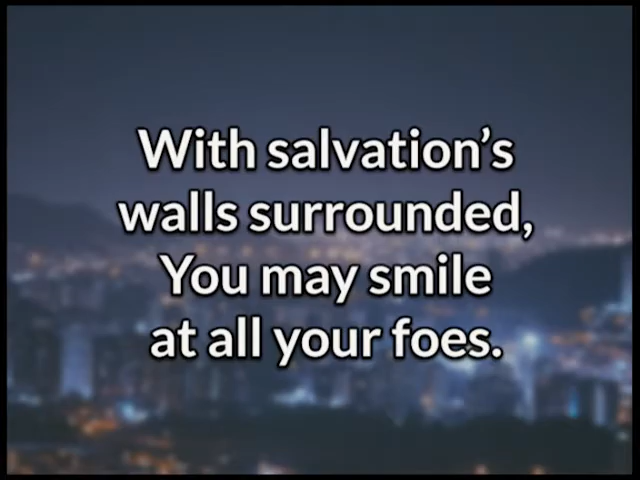 With salvation’s
walls surrounded,
You may smile
at all your foes.